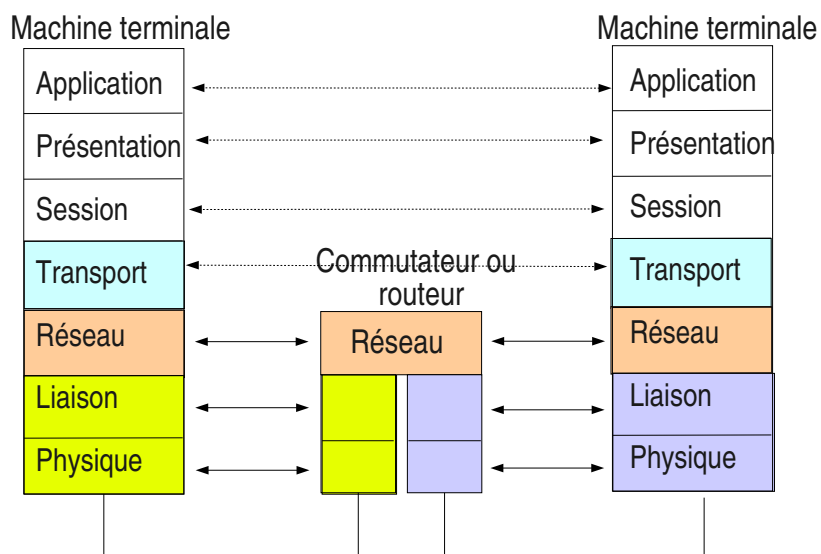 Machine terminale
Application
Présentation
Session
Transport
Réseau
Liaison
Physique
Commutateur ou
routeur
Réseau
Machine terminale
Application
Présentation
Session
Transport
Réseau
Liaison
Physique